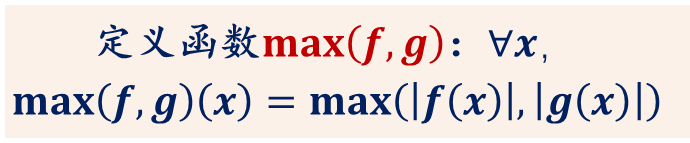 定义函数max(f,g)：∀x,
max(f,g)(x) = max(|f(x)|,|g(x)|)